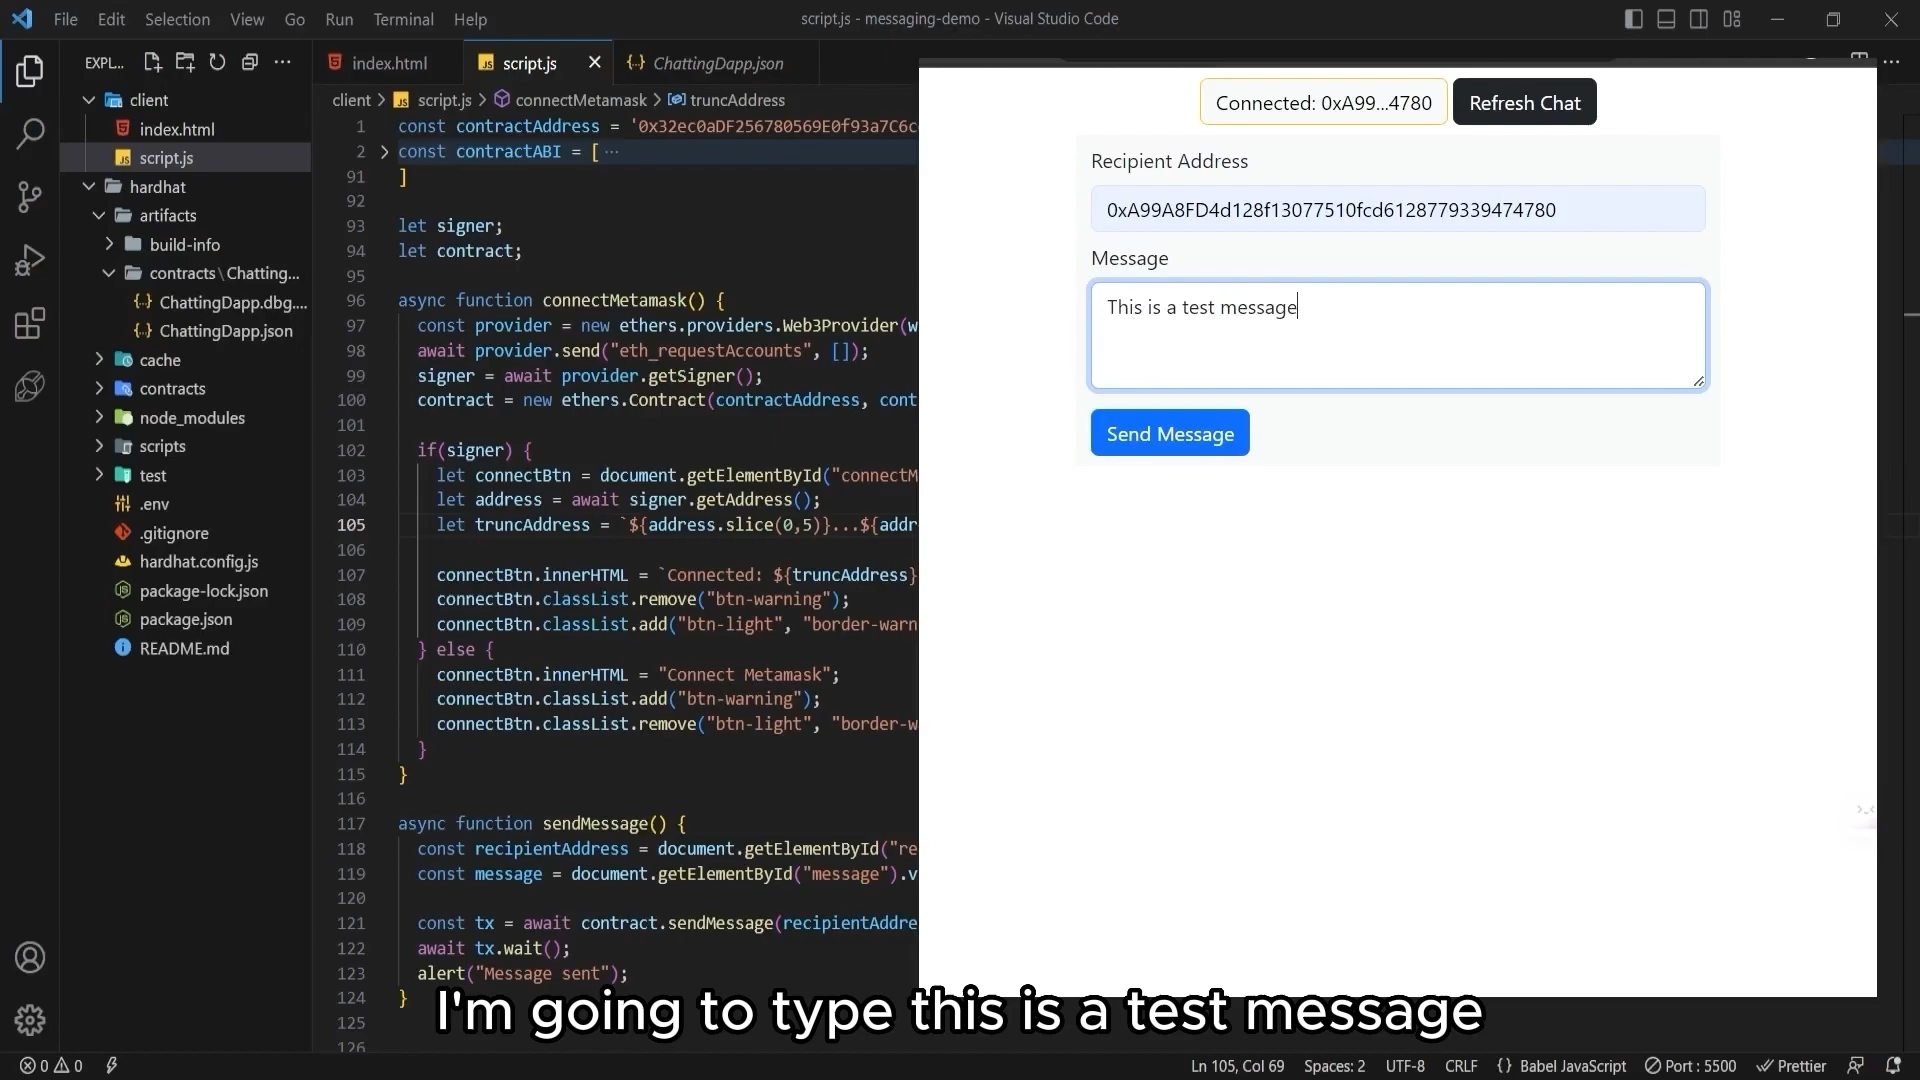 File Edit Selection View Go Run Terminal Help
script.js - messaging-demo - Visual Studio Code
EXPL...
client
index.html
script.js
hardhat
artifacts
build-info
contracts\Chatting...
ChattingDapp.dbg....
ChattingDapp.json
cache
contracts
node_modules
scripts
test
.env
.gitignore
hardhat.config.js
package-lock.json
package.json
README.md
index.html script.js ChattingDapp.json
client > script.js > connectMetamask > truncAddress
1 const contractAddress = '0x32ec0aDF256780569E0f93a7C6c
2 const contractABI = [ ...
91 ]
92
93 let signer;
94 let contract;
95
96 async function connectMetamask() {
97 const provider = new ethers.providers.Web3Provider(w
98 await provider.send("eth_requestAccounts", []);
99 signer = await provider.getSigner();
100 contract = new ethers.Contract(contractAddress, cont
101
102 if(signer) {
103 let connectBtn = document.getElementById("connectM
104 let address = await signer.getAddress();
105 let truncAddress = `${address.slice(0,5)}...${addr
106
107 connectBtn.innerHTML = `Connected: ${truncAddress}
108 connectBtn.classList.remove("btn-warning");
109 connectBtn.classList.add("btn-light", "border-warn
110 } else {
111 connectBtn.innerHTML = "Connect Metamask";
112 connectBtn.classList.add("btn-warning");
113 connectBtn.classList.remove("btn-light", "border-w
114 }
115 }
116
117 async function sendMessage() {
118 const recipientAddress = document.getElementById("re
119 const message = document.getElementById("message").v
120
121 const tx = await contract.sendMessage(recipientAddre
122 await tx.wait();
123 alert("Message sent");
124 }
125
126
Connected: 0xA99...4780 Refresh Chat
Recipient Address
0xA99A8FD4d128f13077510fcd6128779339474780
Message
This is a test message
Send Message
I'm going to type this is a test message
0 0
Ln 105, Col 69 Spaces: 2 UTF-8 CRLF {} Babel JavaScript Port : 5500 Prettier